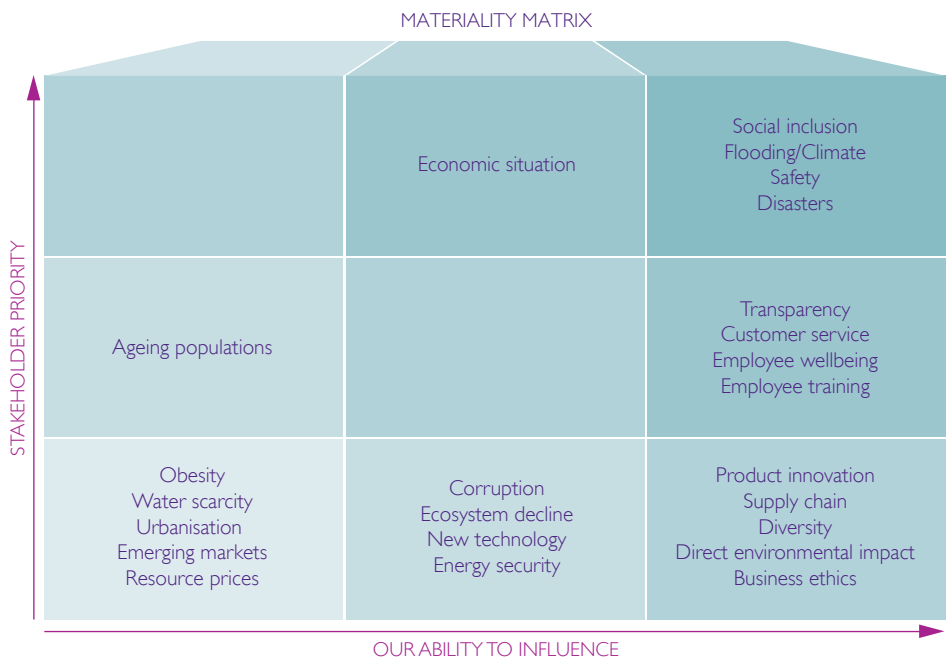 MATERIALITY MATRIX
STAKEHOLDER PRIORITY
Economic situation
Social inclusion
Flooding/Climate
Safety
Disasters
Ageing populations
Transparency
Customer service
Employee wellbeing
Employee training
Obesity
Water scarcity
Urbanisation
Emerging markets
Resource prices
Corruption
Ecosystem decline
New technology
Energy security
Product innovation
Supply chain
Diversity
Direct environmental impact
Business ethics
OUR ABILITY TO INFLUENCE